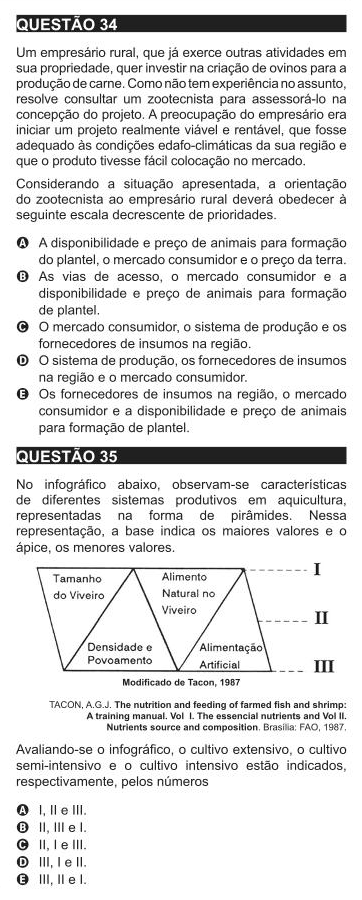 QUESTÃO 34
Um empresário rural, que já exerce outras atividades em
sua propriedade, quer investir na criação de ovinos para a
produção de carne. Como não tem experiência no assunto,
resolve consultar um zootecnista para assessorá-lo na
concepção do projeto. A preocupação do empresário era
iniciar um projeto realmente viável e rentável, que fosse
adequado às condições edafo-climáticas da sua região e
que o produto tivesse fácil colocação no mercado.
Considerando a situação apresentada, a orientação
do zootecnista ao empresário rural deverá obedecer à
seguinte escala decrescente de prioridades.
A A disponibilidade e preço de animais para formação
do plantel, o mercado consumidor e o preço da terra.
B As vias de acesso, o mercado consumidor e a
disponibilidade e preço de animais para formação
de plantel.
C O mercado consumidor, o sistema de produção e os
fornecedores de insumos na região.
D O sistema de produção, os fornecedores de insumos
na região e o mercado consumidor.
E Os fornecedores de insumos na região, o mercado
consumidor e a disponibilidade e preço de animais
para formação de plantel.
QUESTÃO 35
No infográfico abaixo, observam-se características
de diferentes sistemas produtivos em aquicultura,
representadas na forma de pirâmides. Nessa
representação, a base indica os maiores valores e o
ápice, os menores valores.
Tamanho
do Viveiro
Alimento
Natural no
Viveiro
Densidade e
Povoamento
Alimentação
Artificial
I
II
III
Modificado de Tacon, 1987
TACON, A.G.J. The nutrition and feeding of farmed fish and shrimp:
A training manual. Vol I. The essencial nutrients and Vol II.
Nutrients source and composition. Brasília: FAO, 1987.
Avaliando-se o infográfico, o cultivo extensivo, o cultivo
semi-intensivo e o cultivo intensivo estão indicados,
respectivamente, pelos números
A I, II e III.
B II, III e I.
C II, I e III.
D III, I e II.
E III, II e I.